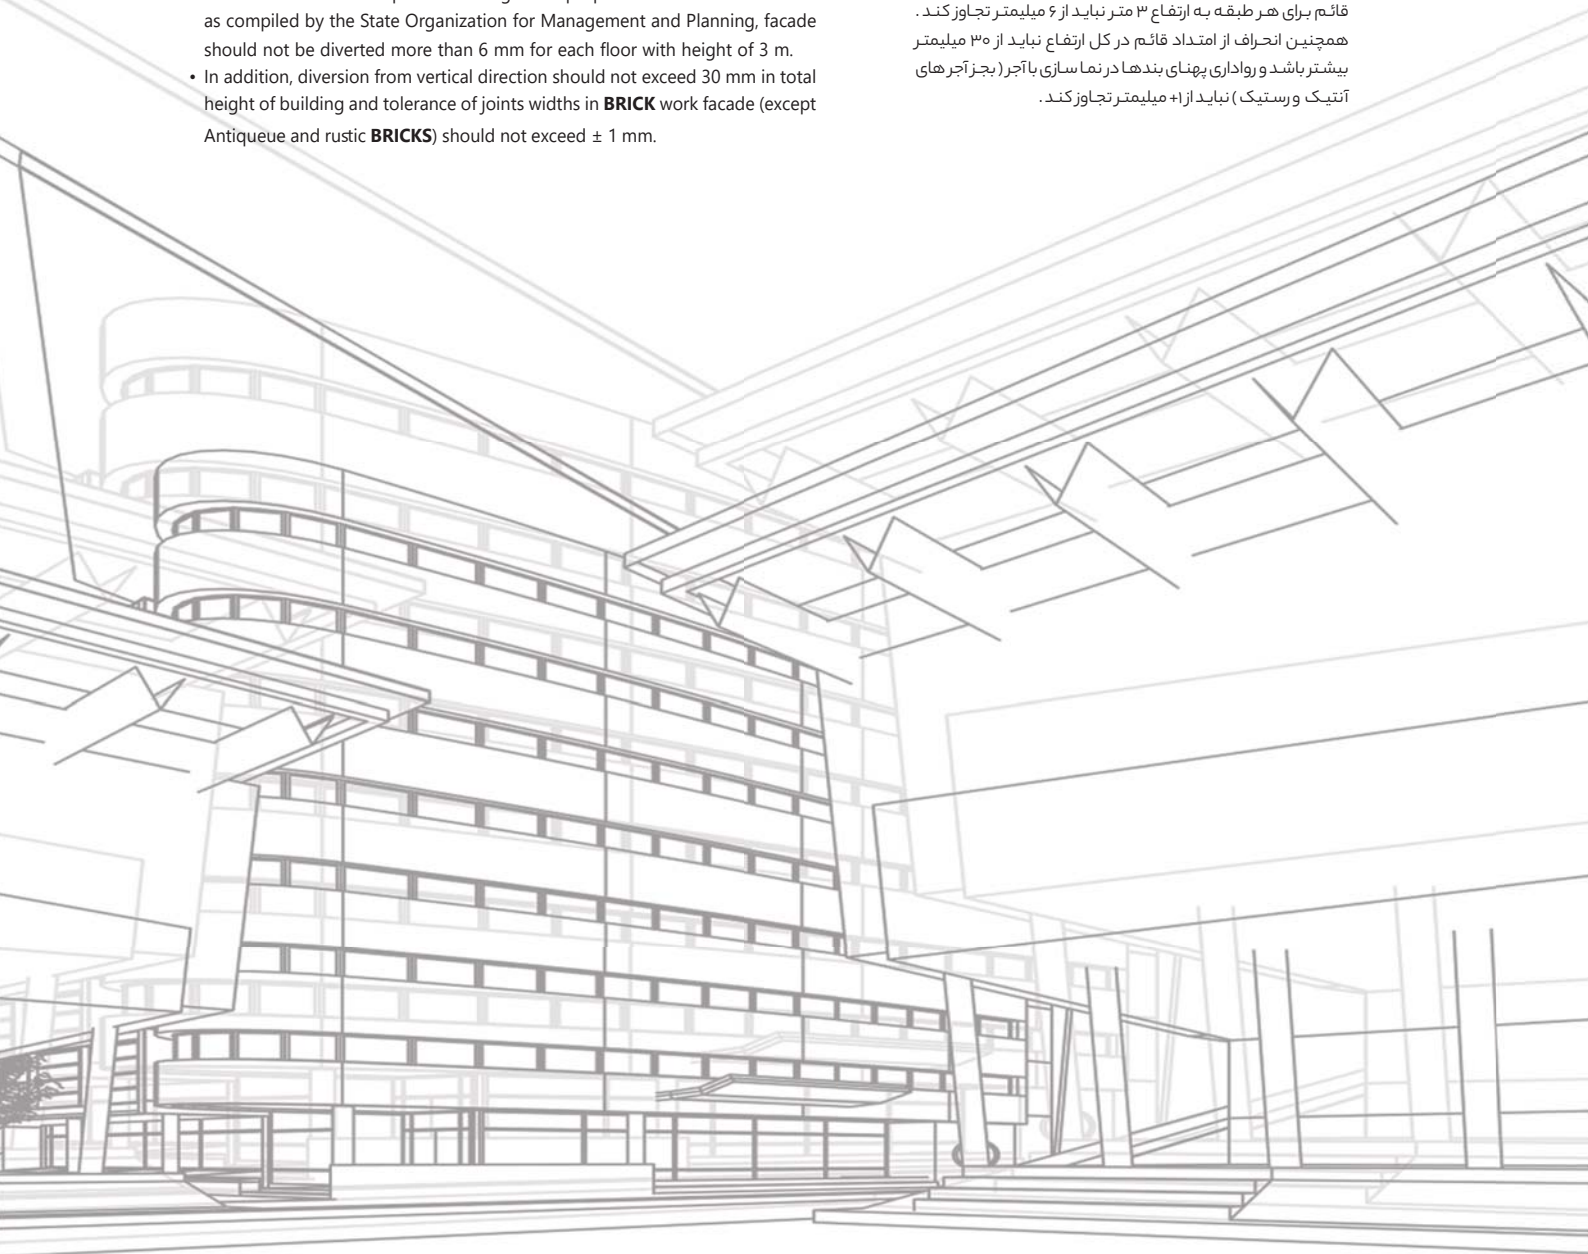 as compiled by the State Organization for Management and Planning, facade
should not be diverted more than 6 mm for each floor with height of 3 m.
• In addition, diversion from vertical direction should not exceed 30 mm in total
height of building and tolerance of joints widths in BRICK work facade (except
Antiqueue and rustic BRICKS) should not exceed ± 1 mm.
قائم برای هر طبقه به ارتفاع ۳ متر نباید از ۶ میلیمتر تجاوز کند .
همچنین انحراف از امتداد قائم در کل ارتفاع نباید از ۳۰ میلیمتر
بیشتر باشد و رواداری پهنای بندها در نما سازی با آجر ( بجز آجر های
آنتیک و رستیک ) نباید از ۱+ میلیمتر تجاوز کند .